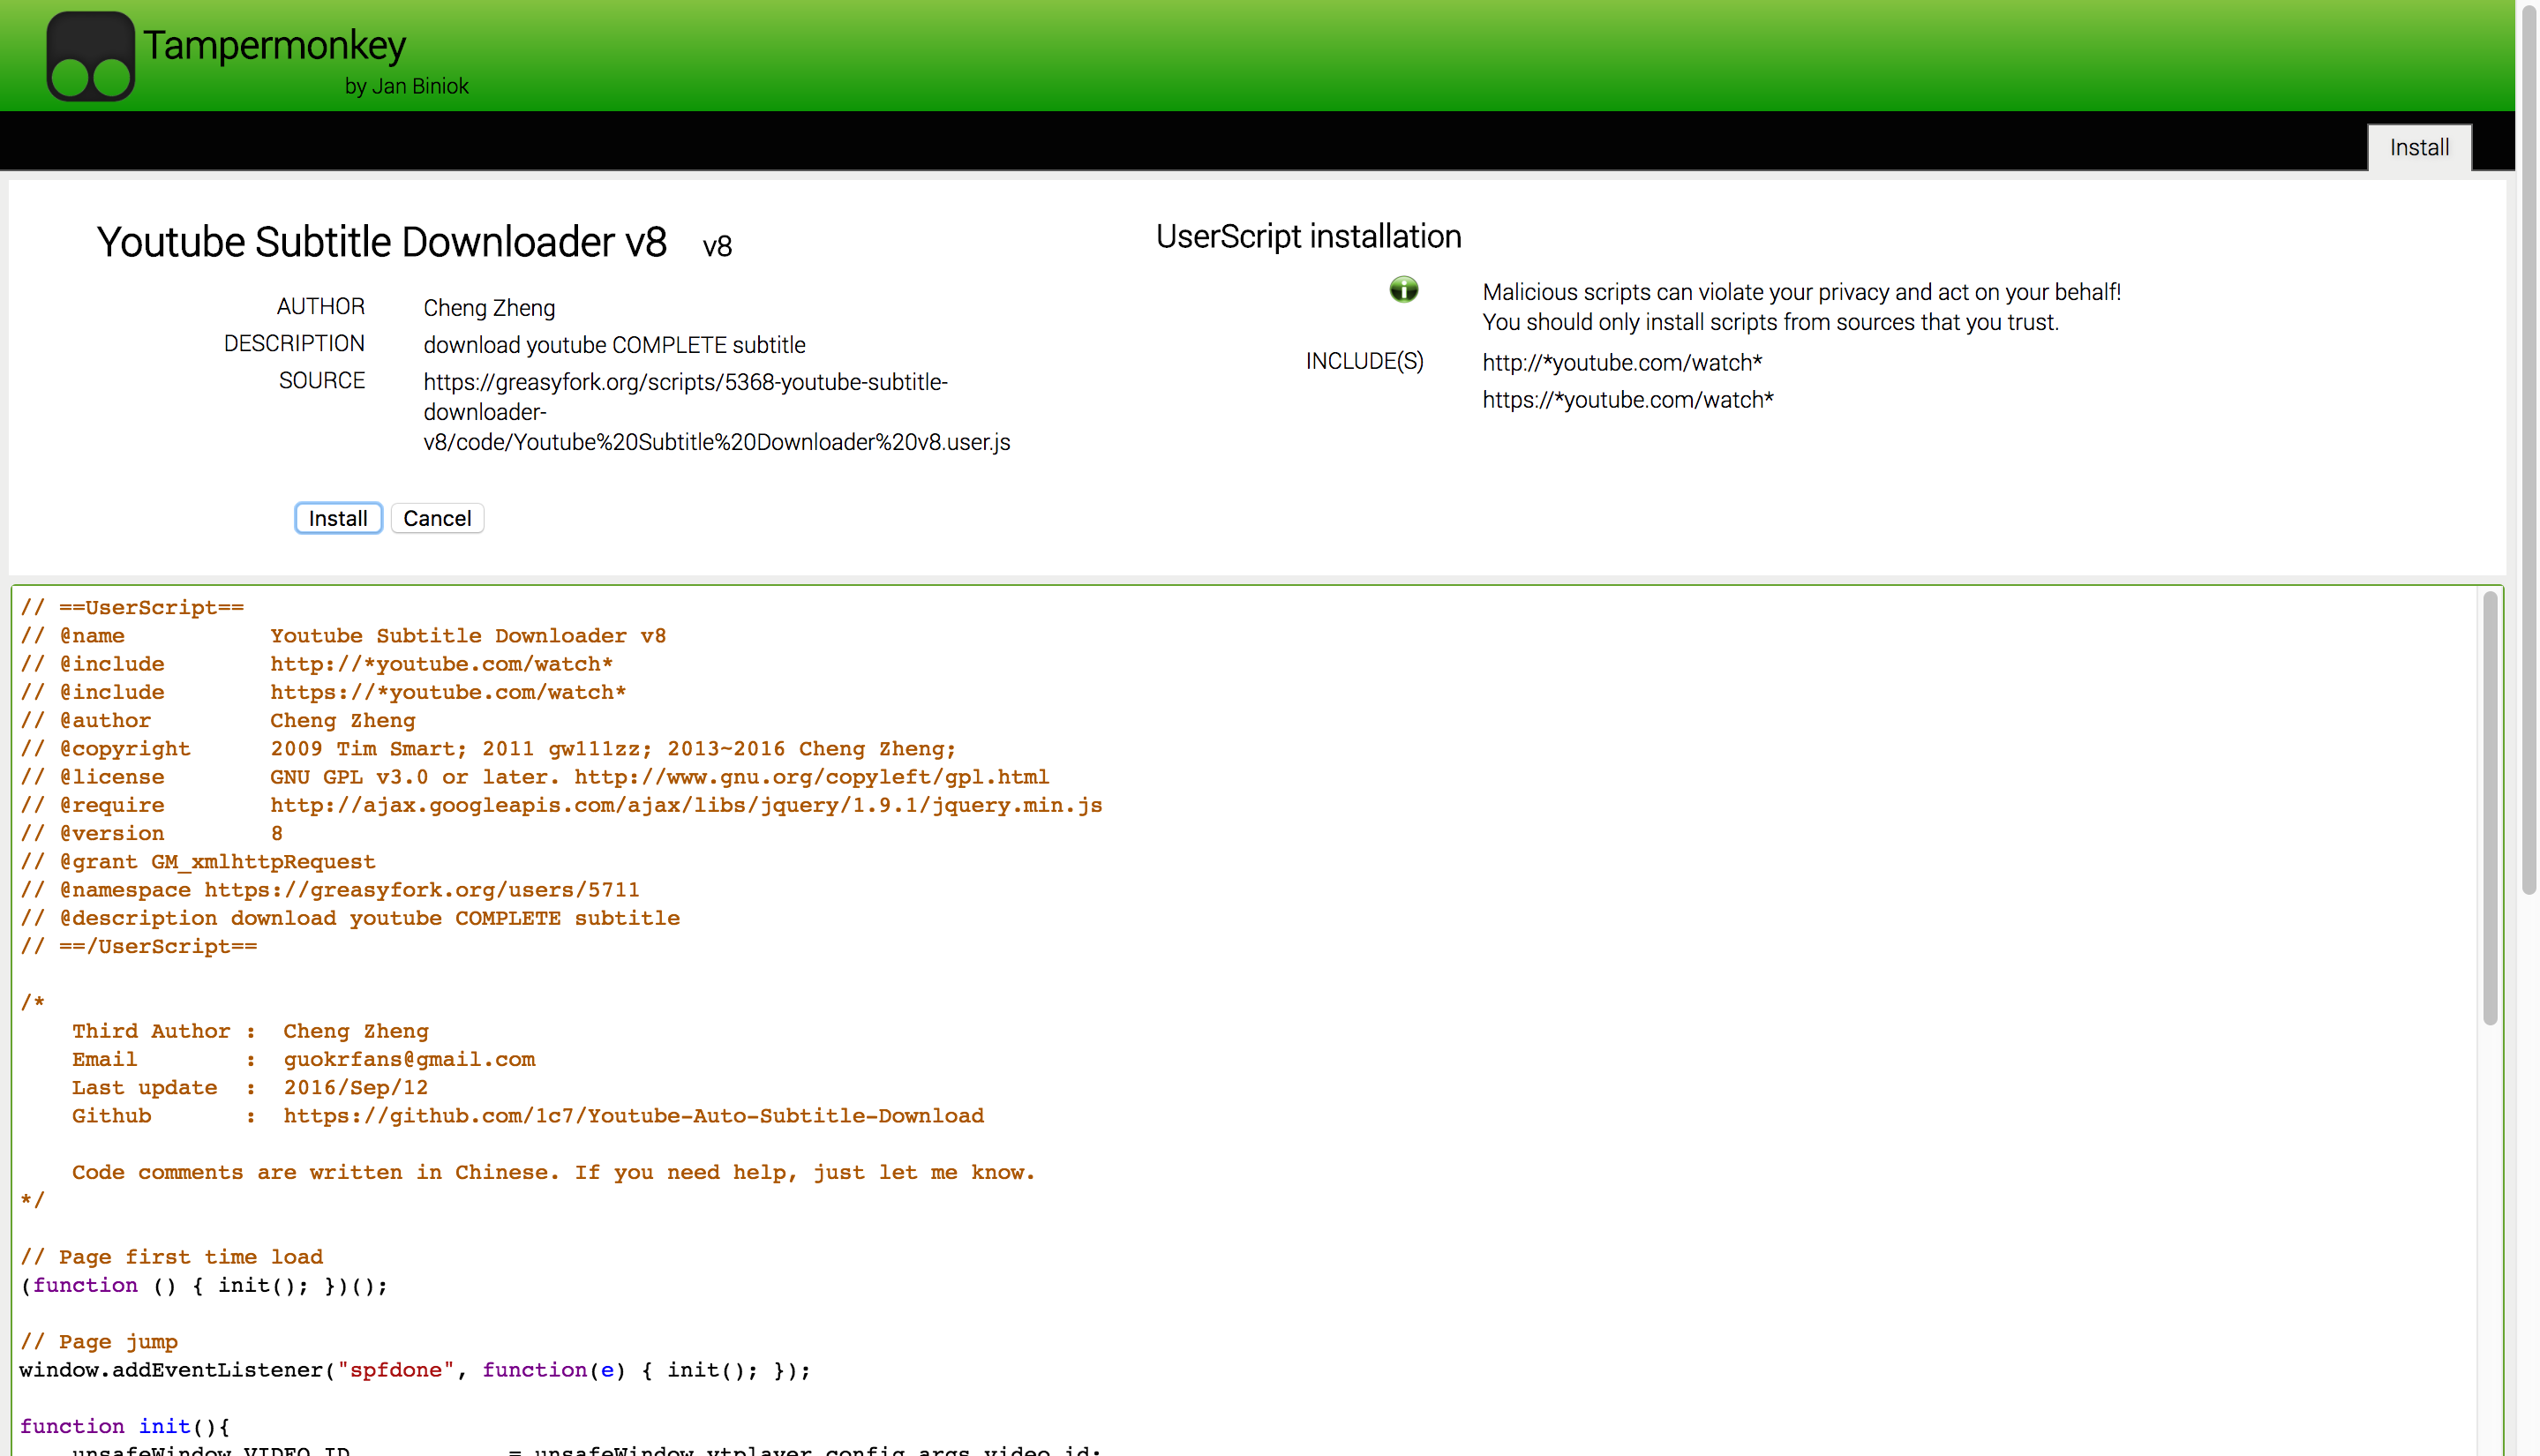 Tampermonkey
by Jan Biniok
Install
Youtube Subtitle Downloader v8 v8
AUTHOR Cheng Zheng
DESCRIPTION download youtube COMPLETE subtitle
SOURCE https://greasyfork.org/scripts/5368-youtube-subtitle-
downloader-
v8/code/Youtube%20Subtitle%20Downloader%20v8.user.js
Install Cancel
UserScript installation
Malicious scripts can violate your privacy and act on your behalf!
You should only install scripts from sources that you trust.
INCLUDE(S) http://*youtube.com/watch*
https://*youtube.com/watch*
// ==UserScript==
// @name Youtube Subtitle Downloader v8
// @include http://*youtube.com/watch*
// @include https://*youtube.com/watch*
// @author Cheng Zheng
// @copyright 2009 Tim Smart; 2011 gw111zz; 2013~2016 Cheng Zheng;
// @license GNU GPL v3.0 or later. http://www.gnu.org/copyleft/gpl.html
// @require http://ajax.googleapis.com/ajax/libs/jquery/1.9.1/jquery.min.js
// @version 8
// @grant GM_xmlhttpRequest
// @namespace https://greasyfork.org/users/5711
// @description download youtube COMPLETE subtitle
// ==/UserScript==
/*
Third Author : Cheng Zheng
Email : guokrfans@gmail.com
Last update : 2016/Sep/12
Github : https://github.com/1c7/Youtube-Auto-Subtitle-Download
Code comments are written in Chinese. If you need help, just let me know.
*/
// Page first time load
(function () { init(); })();
// Page jump
window.addEventListener("spfdone", function(e) { init(); });
function init(){
unsafeWindow.VIDEO_ID = unsafeWindow.ytplayer.config.args.video_id;